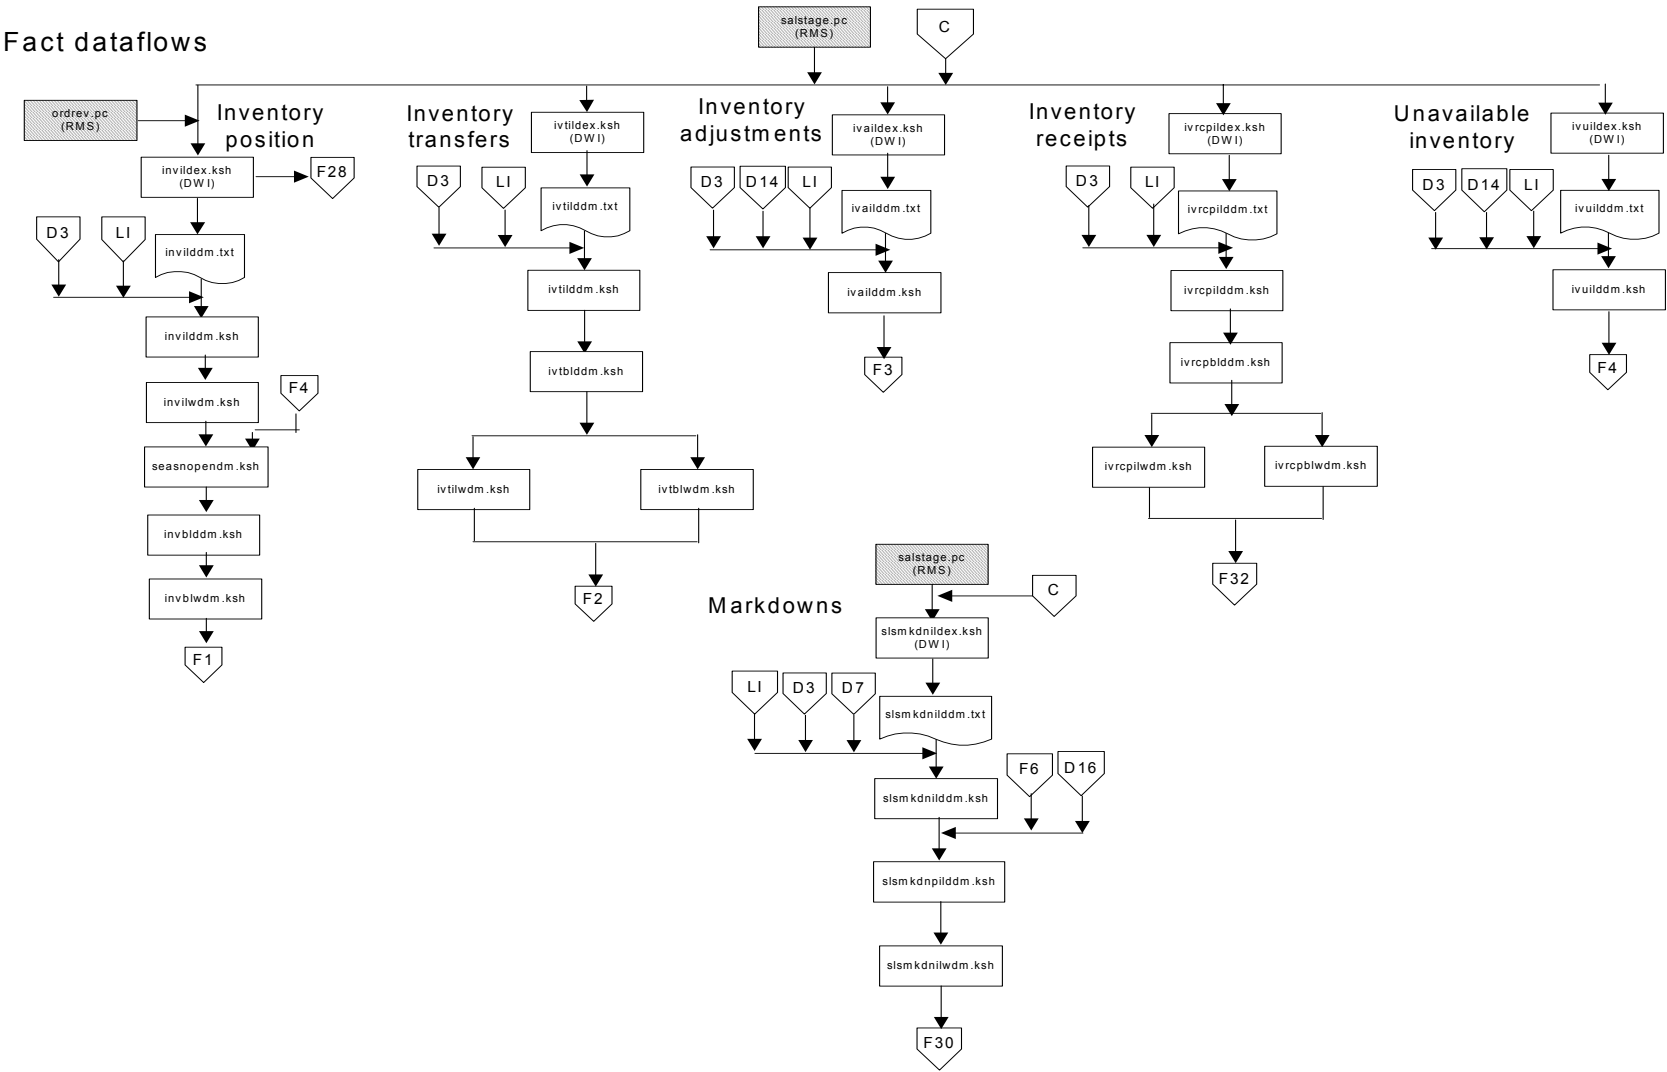 Fact dataflows
salstage.pc
(RMS)
C
ordrev.pc
(RMS)
Inventory
position
invildex.ksh
(DWI)
F28
D3
LI
invilddm.txt
invilddm.ksh
invilwdm.ksh
F4
seasnopendm.ksh
invblddm.ksh
invblwdm.ksh
F1
Inventory
transfers
ivtildex.ksh
(DWI)
D3
LI
ivtilddm.txt
ivtilddm.ksh
ivtblddm.ksh
ivtilwdm.ksh
ivtblwdm.ksh
F2
Inventory
adjustments
ivaildex.ksh
(DWI)
D3
D14
LI
ivailddm.txt
ivailddm.ksh
F3
Inventory
receipts
ivrcpildex.ksh
(DWI)
D3
LI
ivrcpilddm.txt
ivrcpilddm.ksh
ivrcpblddm.ksh
ivrcpilwdm.ksh
ivrcpblwdm.ksh
F32
Unavailable
inventory
ivuildex.ksh
(DWI)
D3
D14
LI
ivuilddm.txt
ivuilddm.ksh
F4
Markdowns
salstage.pc
(RMS)
C
slsmkdnildex.ksh
(DWI)
LI
D3
D7
slsmkdnilddm.txt
slsmkdnilddm.ksh
F6
D16
slsmkdnpilddm.ksh
slsmkdnilwdm.ksh
F30